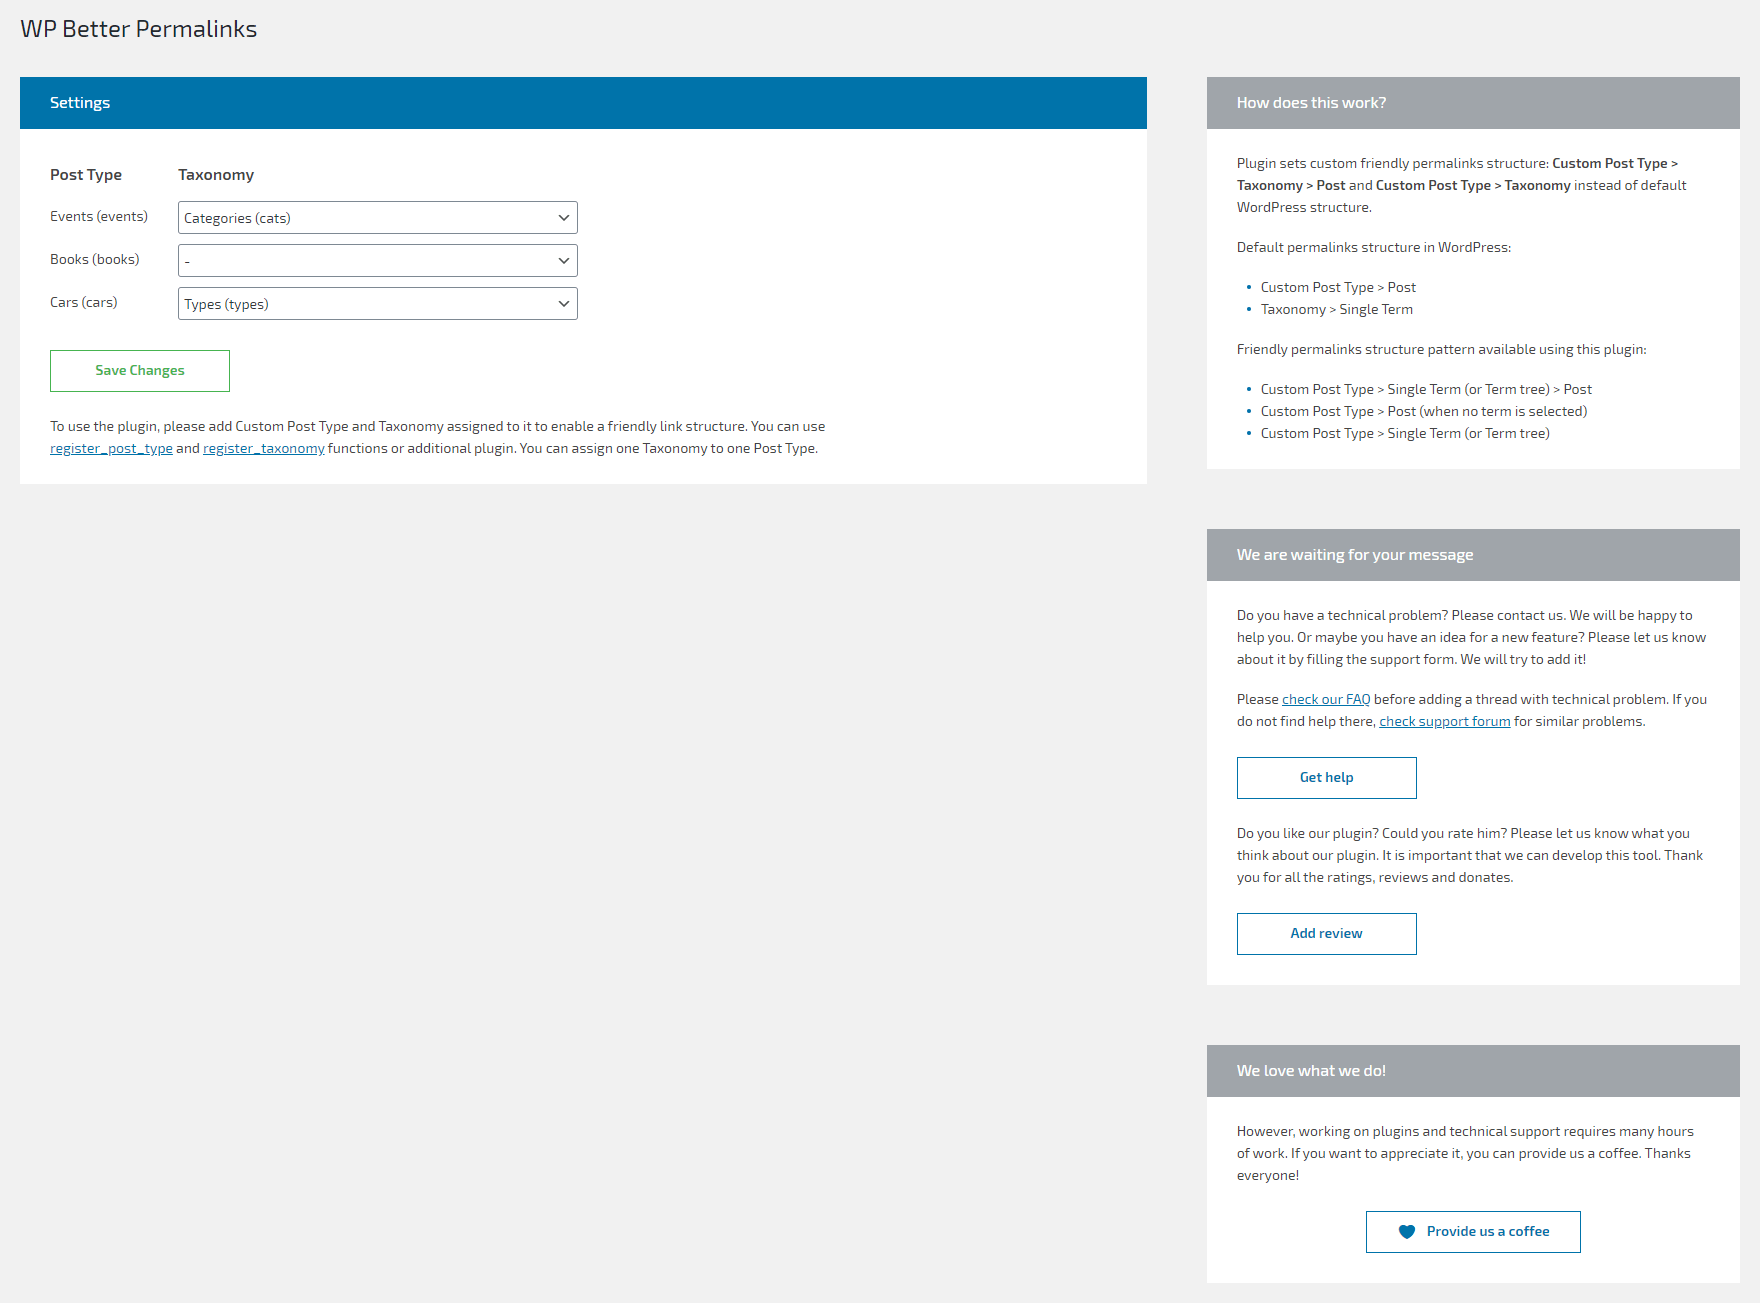 WP Better Permalinks
Settings
Post Type Taxonomy
Events (events) Categories (cats)
Books (books) -
Cars (cars) Types (types)
Save Changes
To use the plugin, please add Custom Post Type and Taxonomy assigned to it to enable a friendly link structure. You can use
register_post_type and register_taxonomy functions or additional plugin. You can assign one Taxonomy to one Post Type.
How does this work?
Plugin sets custom friendly permalinks structure: Custom Post Type >
Taxonomy > Post and Custom Post Type > Taxonomy instead of default
WordPress structure.
Default permalinks structure in WordPress:
• Custom Post Type > Post
• Taxonomy > Single Term
Friendly permalinks structure pattern available using this plugin:
• Custom Post Type > Single Term (or Term tree) > Post
• Custom Post Type > Post (when no term is selected)
• Custom Post Type > Single Term (or Term tree)
We are waiting for your message
Do you have a technical problem? Please contact us. We will be happy to
help you. Or maybe you have an idea for a new feature? Please let us know
about it by filling the support form. We will try to add it!
Please check our FAQ before adding a thread with technical problem. If you
do not find help there, check support forum for similar problems.
Get help
Do you like our plugin? Could you rate him? Please let us know what you
think about our plugin. It is important that we can develop this tool. Thank
you for all the ratings, reviews and donates.
Add review
We love what we do!
However, working on plugins and technical support requires many hours
of work. If you want to appreciate it, you can provide us a coffee. Thanks
everyone!
Provide us a coffee